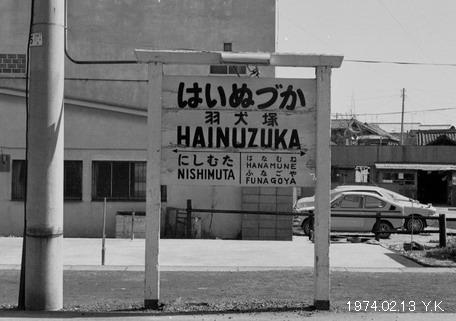 はいぬづか
羽犬塚
HAINUZUKA
にしむた
NISHIMUTA
はなむね
HANAMUNE
ふなごや
FUNAGOYA
1974.02.13 Y.K